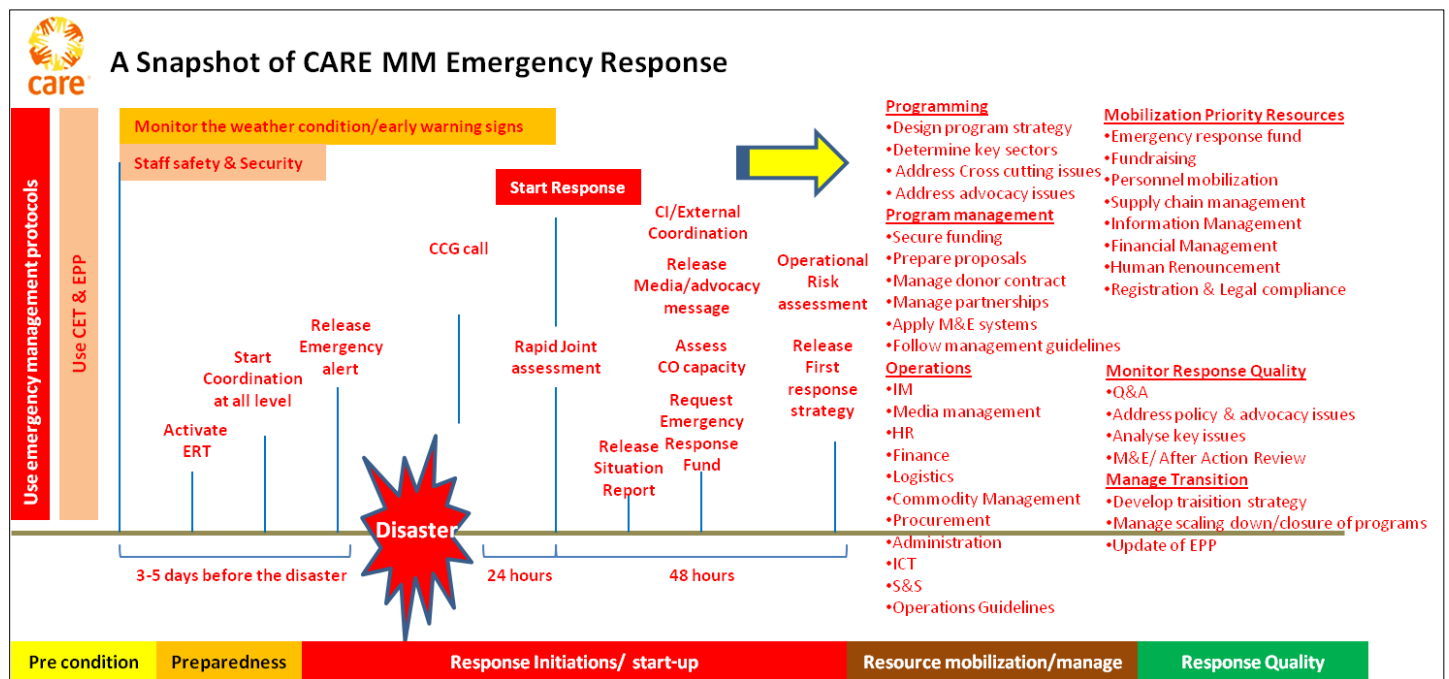 care
A Snapshot of CARE MM Emergency Response
Use emergency management protocols
Use CET & EPP
Monitor the weather condition/early warning signs
Staff safety & Security
Activate
ERT
Start
Coordination
at all level
Release
Emergency
alert
CCG call
Disaster
Start Response
Rapid Joint
assessment
Release
Situation
Report
CI/External
Coordination
Release
Media/advocacy
message
Assess
CO capacity
Request
Emergency
Response
Fund
Operational
Risk
assessment
Release
First
response
strategy
3-5 days before the disaster
24 hours
48 hours
Programming
•Design program strategy
•Determine key sectors
• Address Cross cutting issues
• Address advocacy issues
Program management
•Secure funding
•Prepare proposals
•Manage donor contract
•Manage partnerships
•Apply M&E systems
•Follow management guidelines
Operations
•IM
•Media management
•HR
•Finance
•Logistics
•Commodity Management
•Procurement
•Administration
•ICT
•S&S
•Operations Guidelines
Mobilization Priority Resources
•Emergency response fund
•Fundraising
•Personnel mobilization
•Supply chain management
•Information Management
•Financial Management
•Human Renouncement
•Registration & Legal compliance
Monitor Response Quality
•Q&A
•Address policy & advocacy issues
•Analyse key issues
•M&E/ After Action Review
Manage Transition
•Develop traisition strategy
•Manage scaling down/closure of programs
•Update of EPP
Pre condition
Preparedness
Response Initiations/ start-up
Resource mobilization/manage
Response Quality